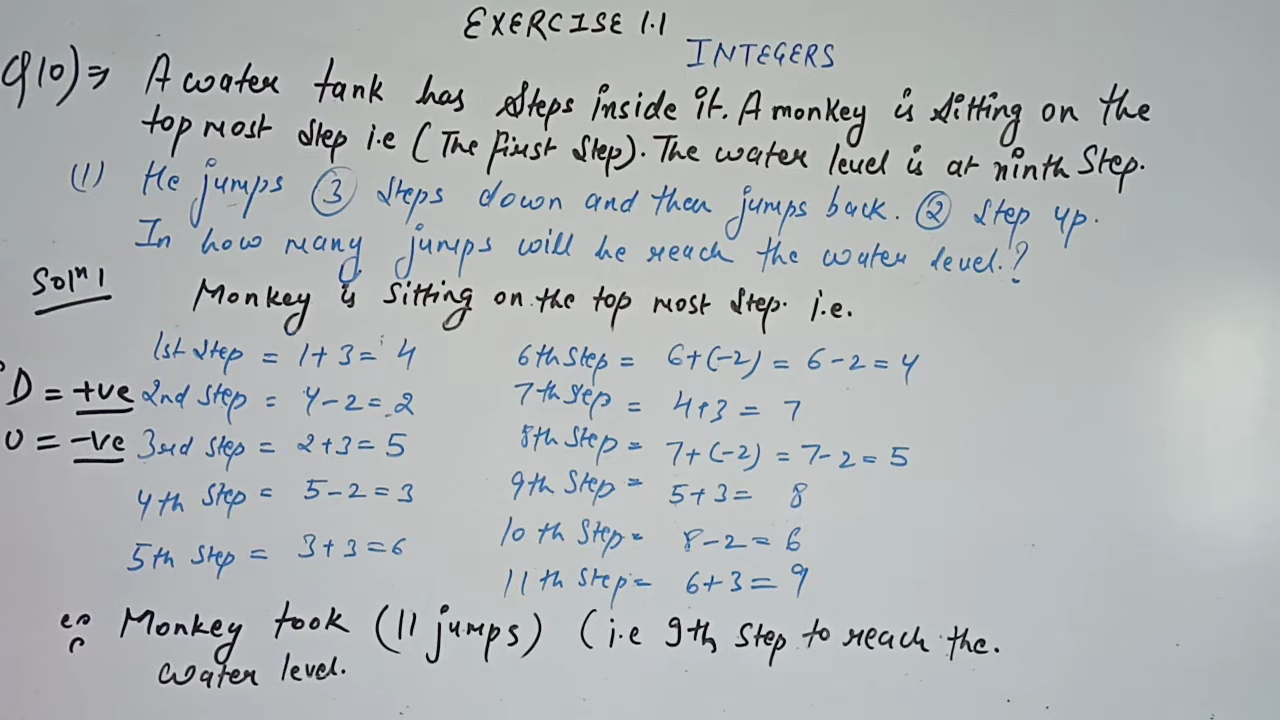 EXERCISE 1.1
INTEGERS
Q10) ⇒ A water tank has steps inside it. A monkey is sitting on the
top most step i.e (The first step). The water level is at ninth step.
(1) He jumps ③ steps down and then jumps back. ② step up.
In how many jumps will he reach the water level.?
Solⁿ 1 Monkey is sitting on the top most step. i.e.
1st step = 1+3 = 4
D = +ve 2nd step = 4-2 = 2
U = -ve 3rd step = 2+3 = 5
4th step = 5-2 = 3
5th step = 3+3 = 6
6th step = 6+(-2) = 6-2 = 4
7th step = 4+3 = 7
8th step = 7+(-2) = 7-2 = 5
9th step = 5+3 = 8
10th step = 8-2 = 6
11th step = 6+3 = 9
∴ Monkey took (11 jumps) (i.e 9th step to reach the.
water level.